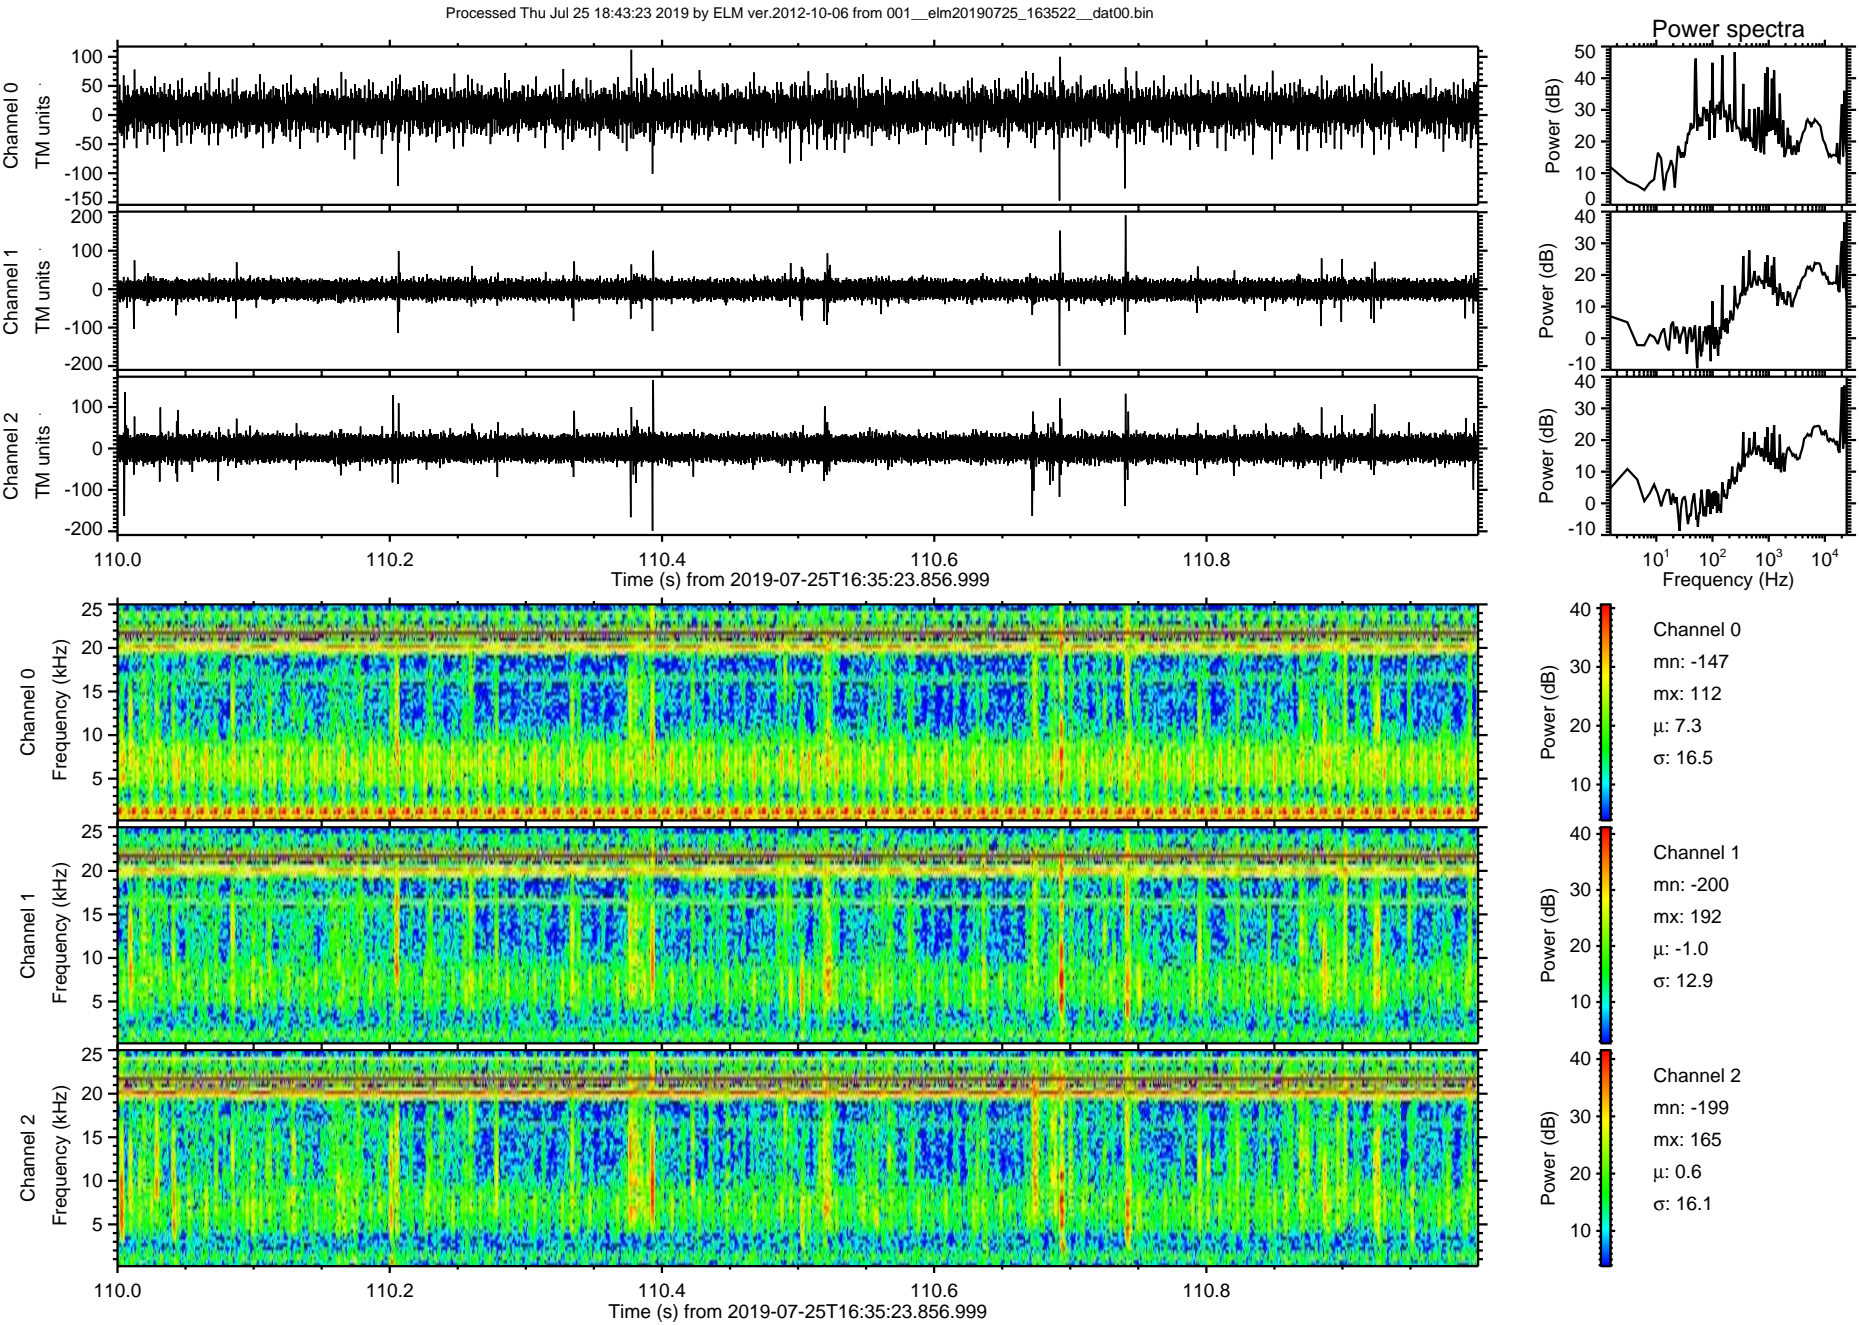 Processed Thu Jul 25 18:43:23 2019 by ELM ver.2012-10-06 from 001__elm20190725_163522__dat00.bin
Power spectra
Channel 0
TM units
100
50
0
-50
-100
-150
Power (dB)
50
40
30
20
10
0
Channel 1
TM units
200
100
0
-100
-200
Power (dB)
40
30
20
10
0
-10
Channel 2
TM units
100
0
-100
-200
Power (dB)
40
30
20
10
0
-10
110.0 110.2 110.4 110.6 110.8
Time (s) from 2019-07-25T16:35:23.856.999
10^1 10^2 10^3 10^4
Frequency (Hz)
Channel 0
Frequency (kHz)
25
20
15
10
5
Power (dB)
40
30
20
10
Channel 0
mn: -147
mx: 112
μ: 7.3
σ: 16.5
Channel 1
Frequency (kHz)
25
20
15
10
5
Power (dB)
40
30
20
10
Channel 1
mn: -200
mx: 192
μ: -1.0
σ: 12.9
Channel 2
Frequency (kHz)
25
20
15
10
5
Power (dB)
40
30
20
10
Channel 2
mn: -199
mx: 165
μ: 0.6
σ: 16.1
110.0 110.2 110.4 110.6 110.8
Time (s) from 2019-07-25T16:35:23.856.999